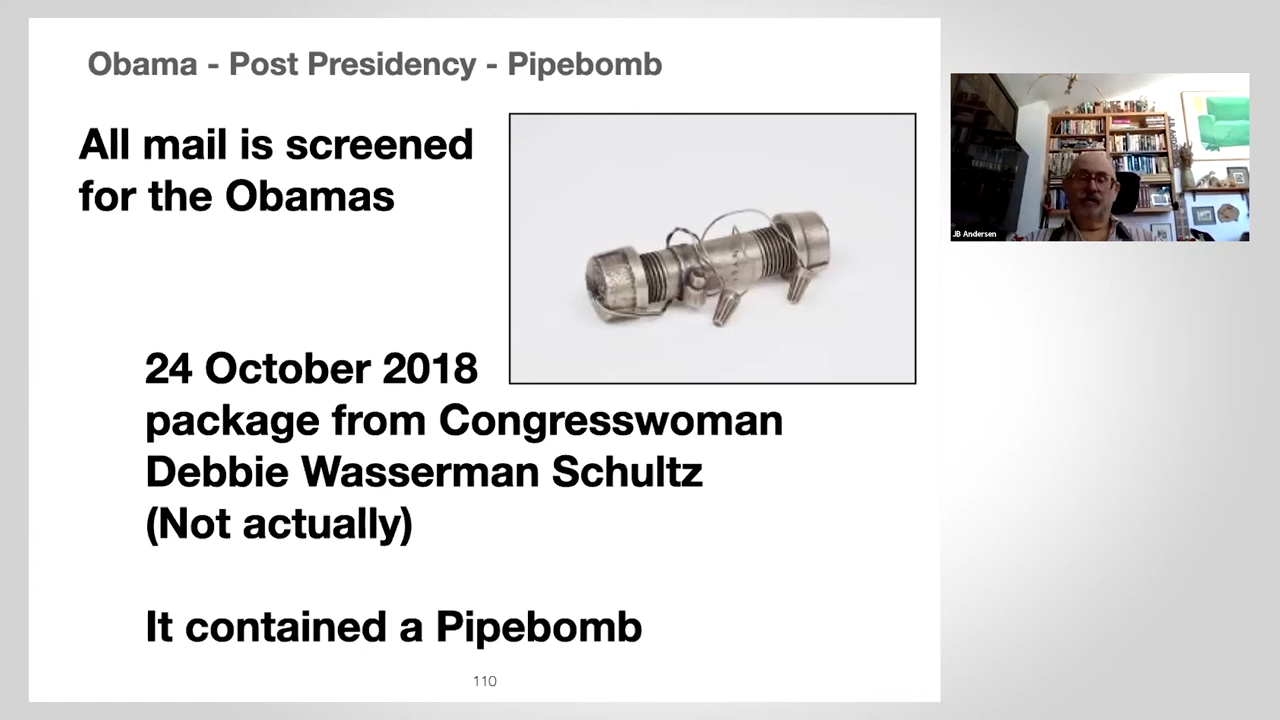 Obama - Post Presidency - Pipebomb
All mail is screened
for the Obamas
24 October 2018
package from Congresswoman
Debbie Wasserman Schultz
(Not actually)
It contained a Pipebomb
110
JB Andersen